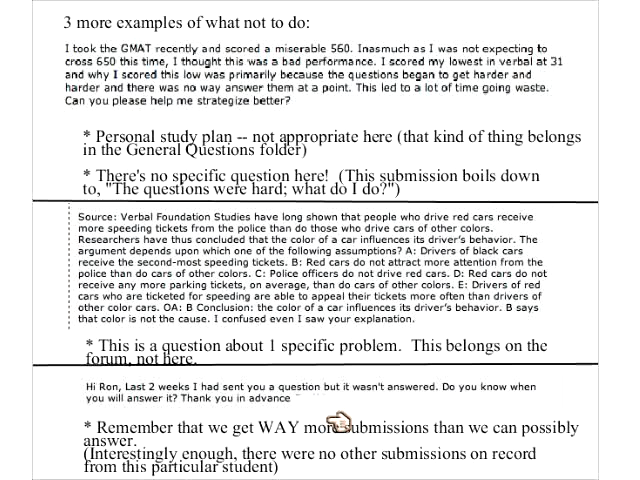 3 more examples of what not to do:
I took the GMAT recently and scored a miserable 560. Inasmuch as I was not expecting to
cross 650 this time, I thought this was a bad performance. I scored my lowest in verbal at 31
and why I scored this low was primarily because the questions began to get harder and
harder and there was no way answer them at a point. This led to a lot of time going waste.
Can you please help me strategize better?
* Personal study plan -- not appropriate here (that kind of thing belongs
in the General Questions folder)
* There's no specific question here! (This submission boils down
to, "The questions were hard; what do I do?")
Source: Verbal Foundation Studies have long shown that people who drive red cars receive
more speeding tickets from the police than do those who drive cars of other colors.
Researchers have thus concluded that the color of a car influences its driver's behavior. The
argument depends upon which one of the following assumptions? A: Drivers of black cars
receive the second-most speeding tickets. B: Red cars do not attract more attention from the
police than do cars of other colors. C: Police officers do not drive red cars. D: Red cars do not
receive any more parking tickets, on average, than do cars of other colors. E: Drivers of red
cars who are ticketed for speeding are able to appeal their tickets more often than drivers of
other color cars. OA: B Conclusion: the color of a car influences its driver's behavior. B says
that color is not the cause. I confused even I saw your explanation.
* This is a question about 1 specific problem. This belongs on the
forum, not here.
Hi Ron, Last 2 weeks I had sent you a question but it wasn't answered. Do you know when
you will answer it? Thank you in advance
* Remember that we get WAY more submissions than we can possibly
answer.
(Interestingly enough, there were no other submissions on record
from this particular student)